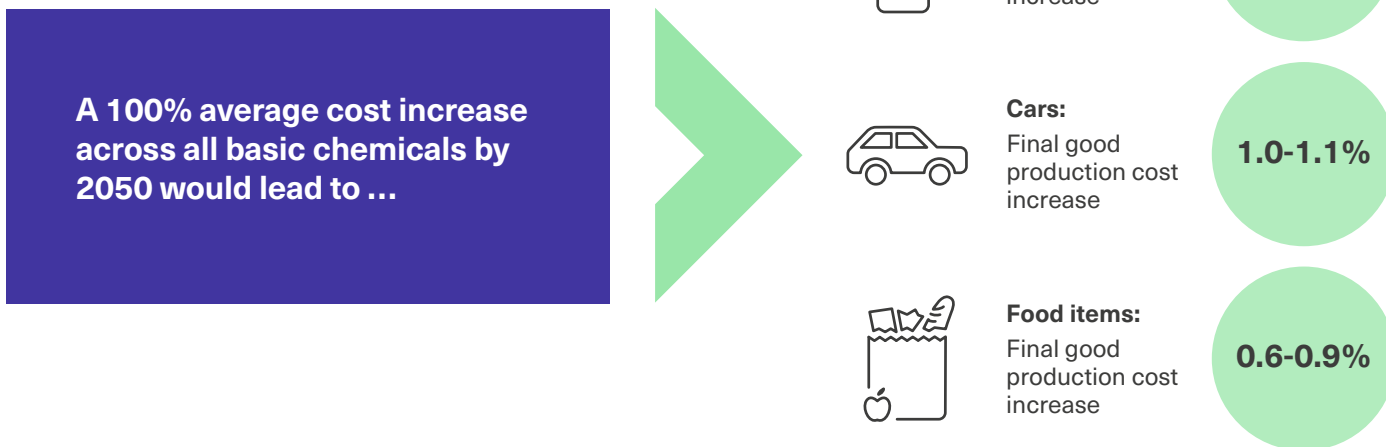 increase
A 100% average cost increase
across all basic chemicals by
2050 would lead to ...
Cars:
Final good
production cost
increase
1.0-1.1%
Food items:
Final good
production cost
increase
0.6-0.9%